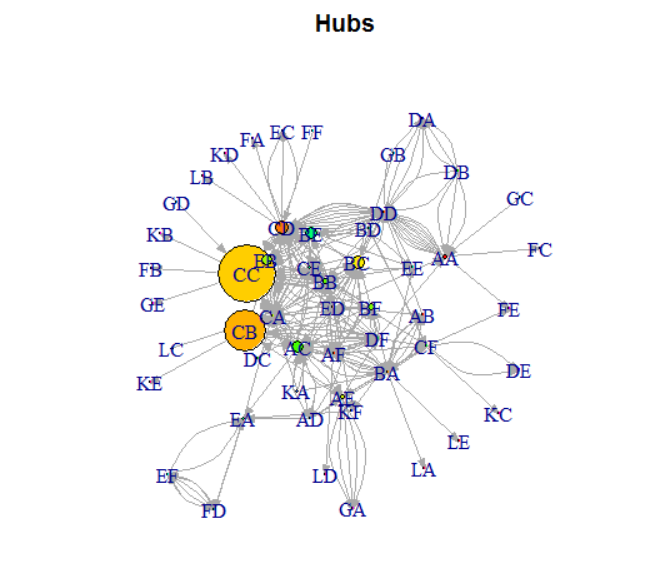 Hubs
DA
FA EC FF
KD GB
LB DB
GD GC
DD
CD BE BD
KB
FC
EB AA
FB CC CE BC EE
BB
GE ED BF FE
CA AB
CB
LC DC AC AF DF CF
BA DE
KE
KA AE
EA AD KF KC
LE
EF LD LA
FD GA